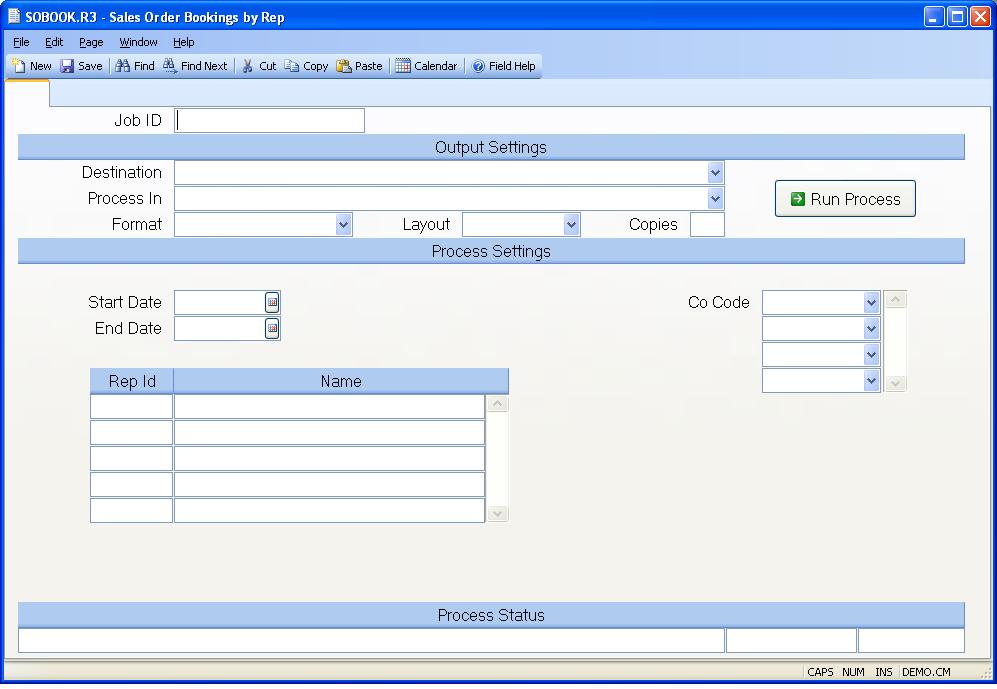 SOBOOK.R3 - Sales Order Bookings by Rep
File Edit Page Window Help
New Save Find Find Next Cut Copy Paste Calendar Field Help
Job ID
Output Settings
Destination
Process In
Run Process
Format Layout Copies
Process Settings
Start Date Co Code
End Date
Rep Id Name
Process Status
CAPS NUM INS DEMO.CM